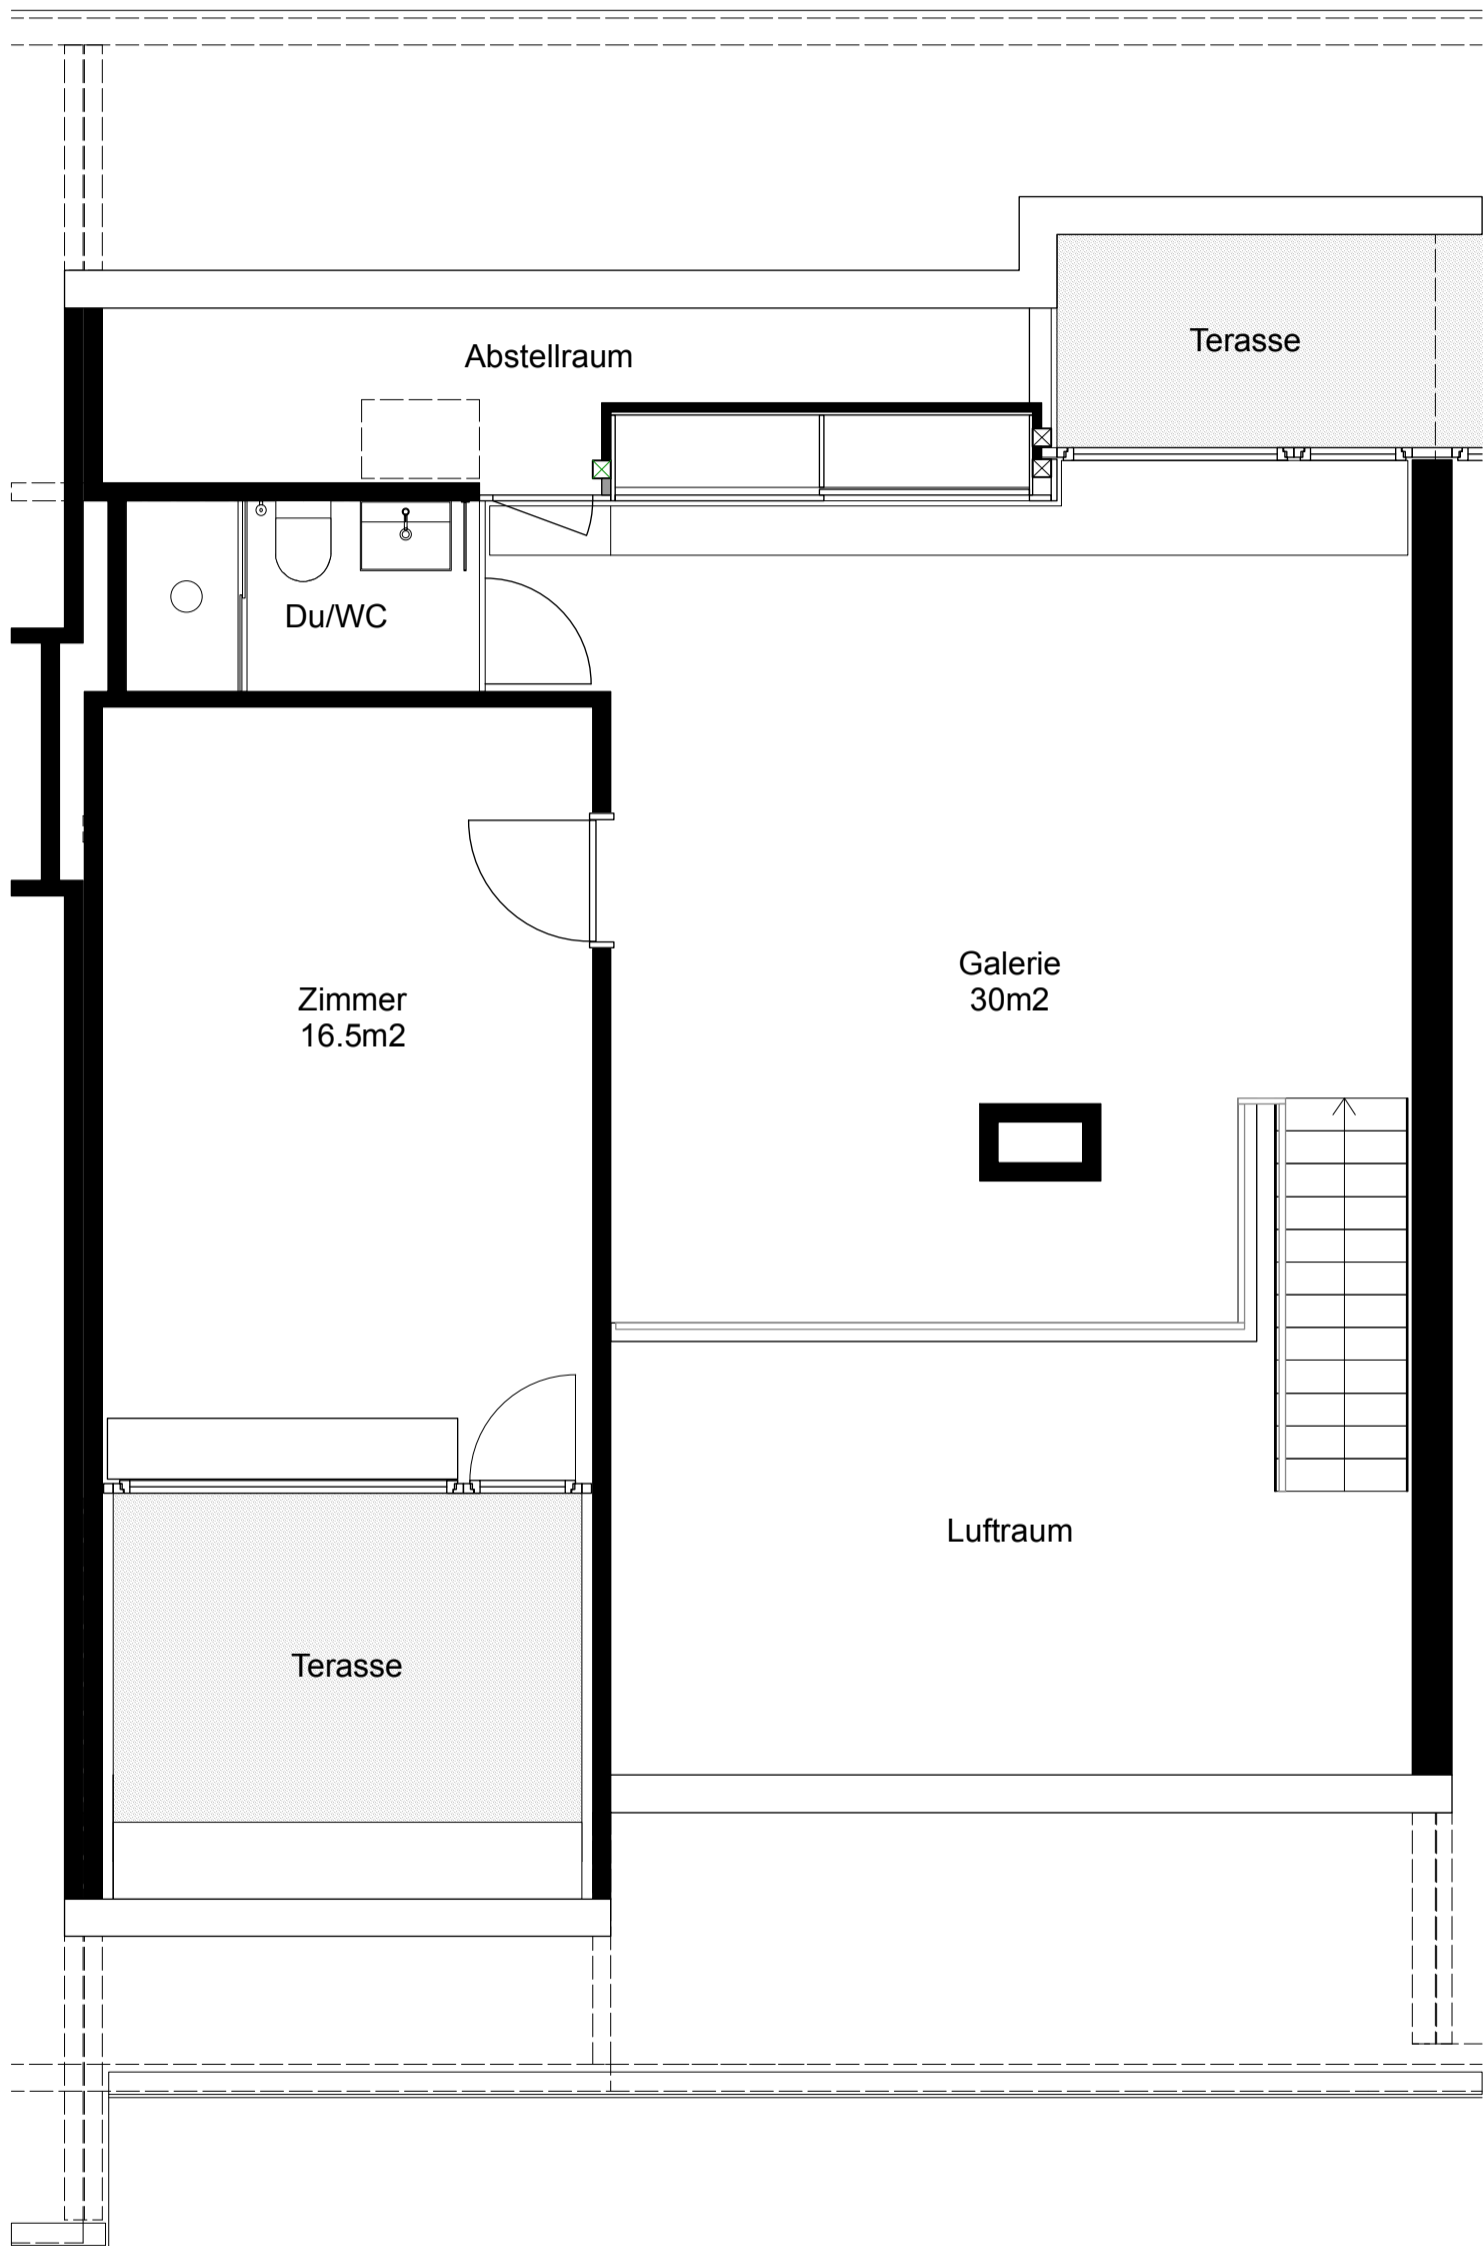 Terasse
Abstellraum
Du/WC
Galerie
30m2
Zimmer
16.5m2
Luftraum
Terasse